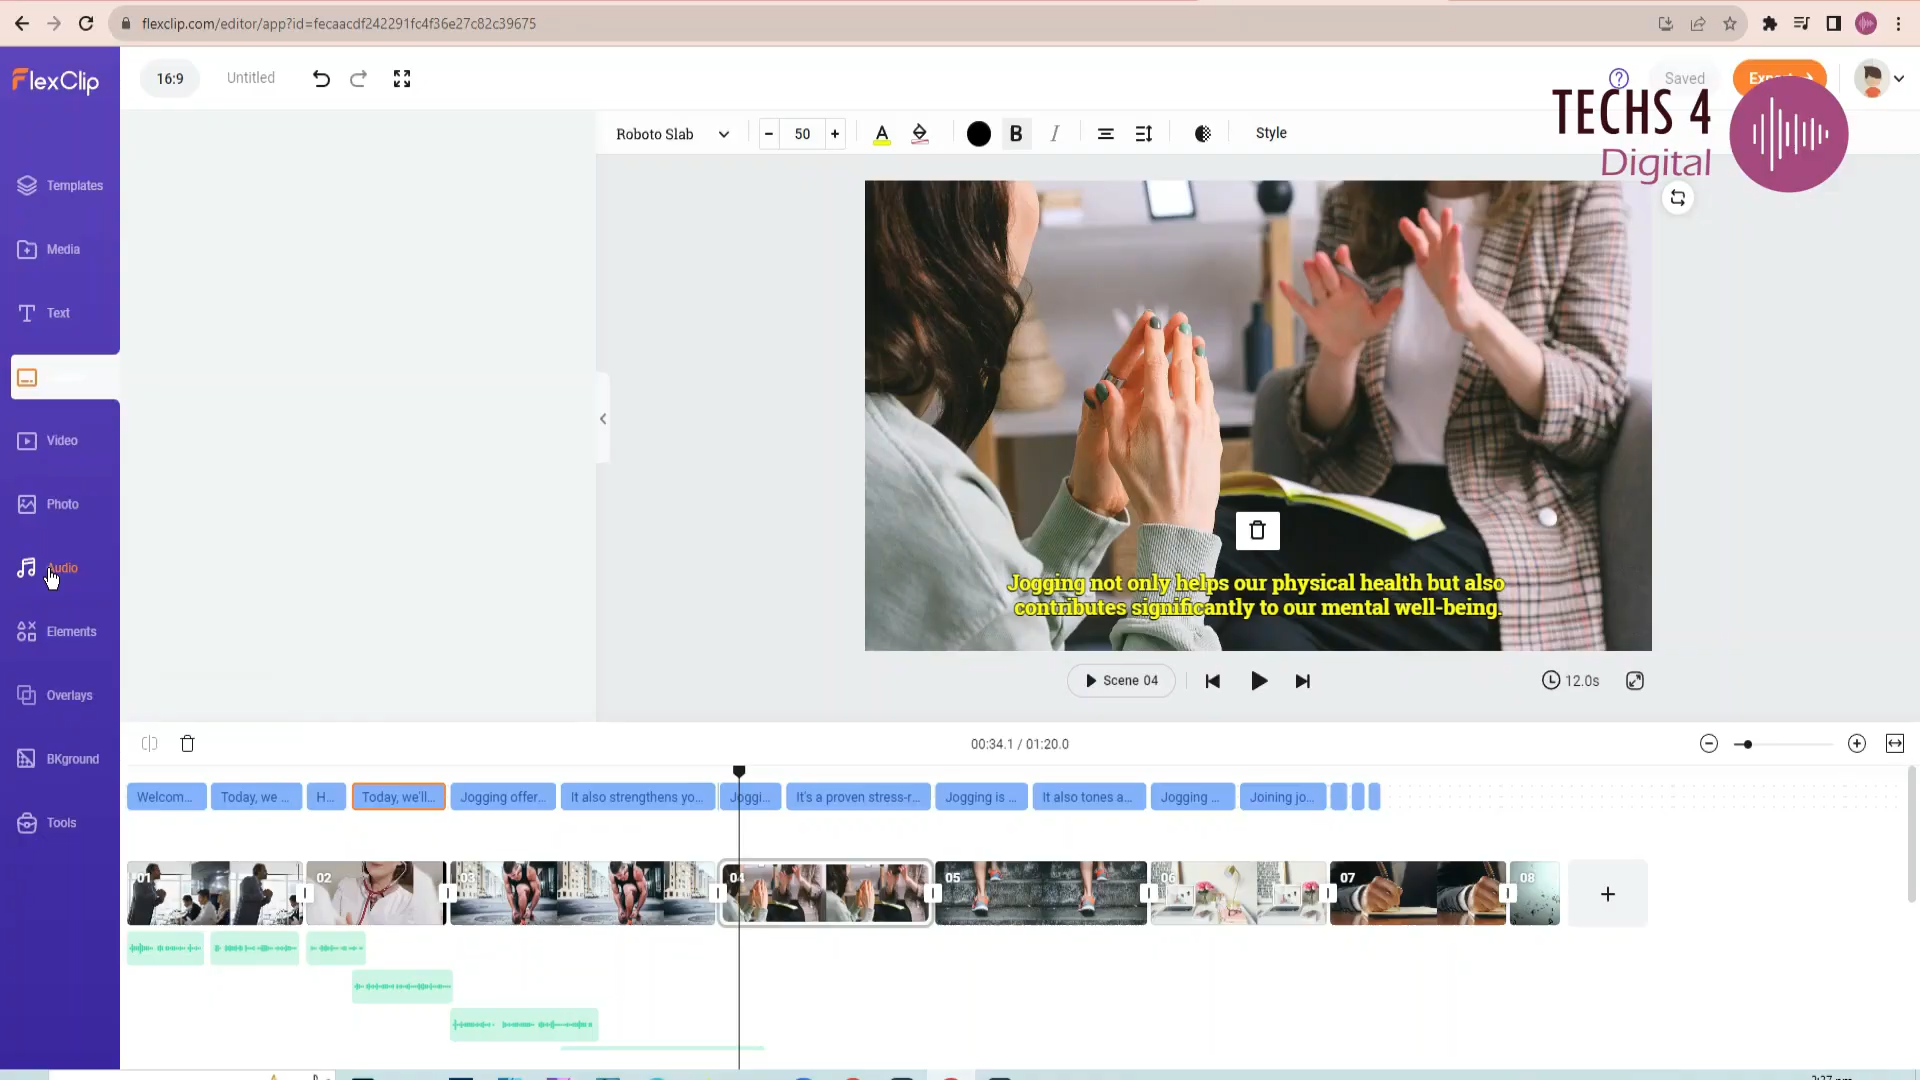 flexclip.com/editor/app?id=fecaacdf242291fc4f36e27c82c39675
FlexClip
16:9
Untitled
Saved
TECHS 4
Digital
Roboto Slab
50
Style
Templates
Media
Text
Video
Photo
Audio
Elements
Overlays
BKground
Tools
Jogging not only helps our physical health but also
contributes significantly to our mental well-being.
Scene 04
12.0s
00:34.1 / 01:20.0
Welcom...
Today, we ...
H...
Today, we'll...
Jogging offer...
It also strengthens yo...
Joggi...
It's a proven stress-r...
Jogging is ...
It also tones a...
Jogging ...
Joining jo...
01
02
03
04
05
06
07
08